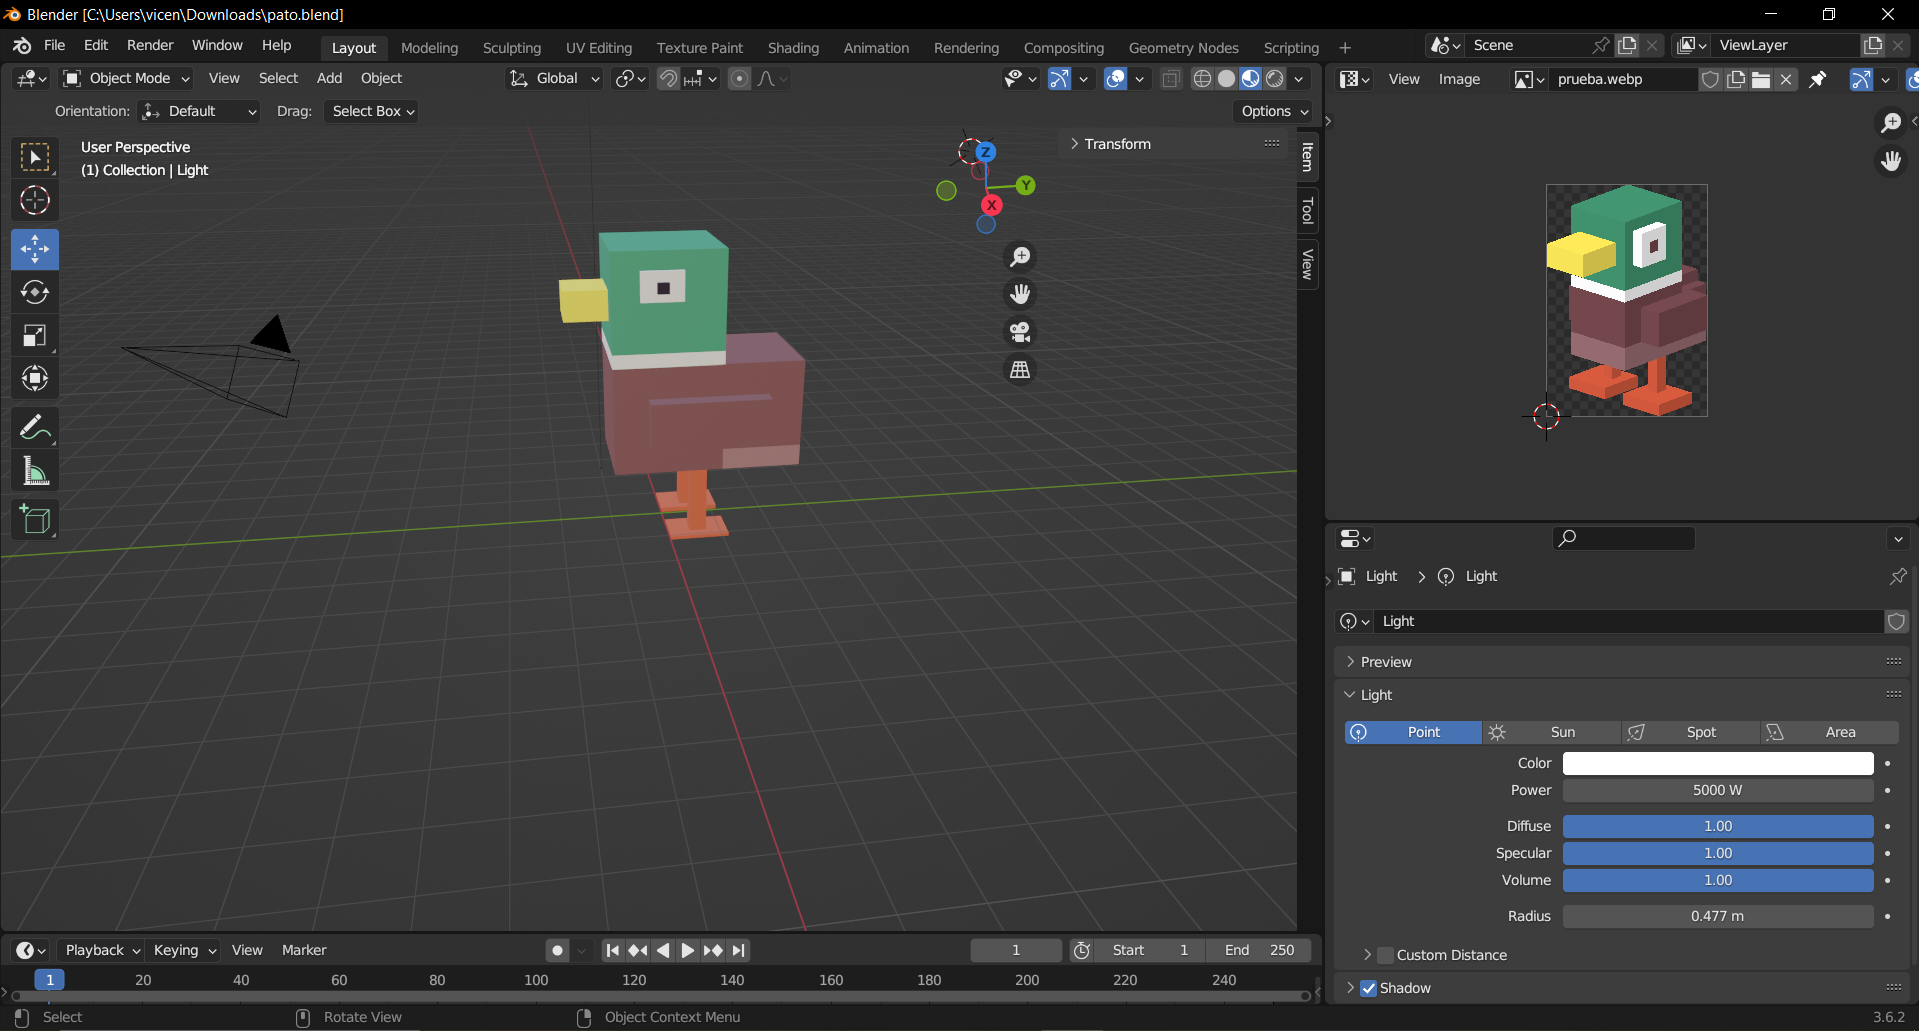 Blender [C:\Users\vicen\Downloads\pato.blend]
File Edit Render Window Help Layout Modeling Sculpting UV Editing Texture Paint Shading Animation Rendering Compositing Geometry Nodes Scripting + Scene ViewLayer
Object Mode View Select Add Object Global View Image prueba.webp
Orientation: Default Drag: Select Box Options
User Perspective
(1) Collection | Light
Transform
Item
Tool
View
Z
Y
X
Light > Light
Light
Preview
Light
Point Sun Spot Area
Color
Power 5000 W
Diffuse 1.00
Specular 1.00
Volume 1.00
Radius 0.477 m
Custom Distance
Shadow
Playback Keying View Marker 1 Start 1 End 250
1 20 40 60 80 100 120 140 160 180 200 220 240
Select Rotate View Object Context Menu 3.6.2